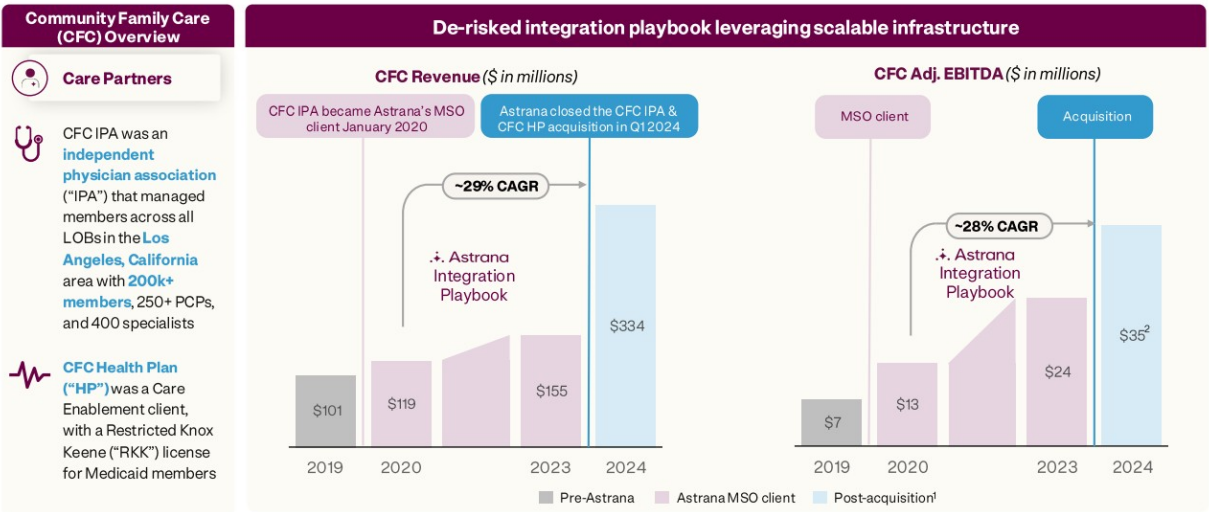 Community Family Care
(CFC) Overview
Care Partners
CFC IPA was an
independent
physician association
("IPA") that managed
members across all
LOBs in the Los
Angeles, California
area with 200k+
members, 250+ PCPs,
and 400 specialists
CFC Health Plan
("HP") was a Care
Enablement client,
with a Restricted Knox
Keene ("RKK") license
for Medicaid members
De-risked integration playbook leveraging scalable infrastructure
CFC Revenue ($ in millions)
CFC IPA became Astrana's MSO
client January 2020
Astrana closed the CFC IPA &
CFC HP acquisition in Q1 2024
~29% CAGR
Astrana
Integration
Playbook
$101
$119
$155
$334
2019
2020
2023
2024
CFC Adj. EBITDA ($ in millions)
MSO client
Acquisition
~28% CAGR
Astrana
Integration
Playbook
$7
$13
$24
$35²
2019
2020
2023
2024
Pre-Astrana
Astrana MSO client
Post-acquisition¹